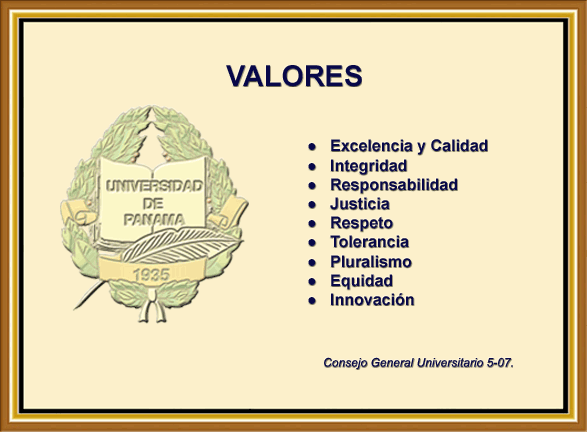 VALORES
UNIVERSIDAD
DE
PANAMA
1935
● Excelencia y Calidad
● Integridad
● Responsabilidad
● Justicia
● Respeto
● Tolerancia
● Pluralismo
● Equidad
● Innovación
Consejo General Universitario 5-07.